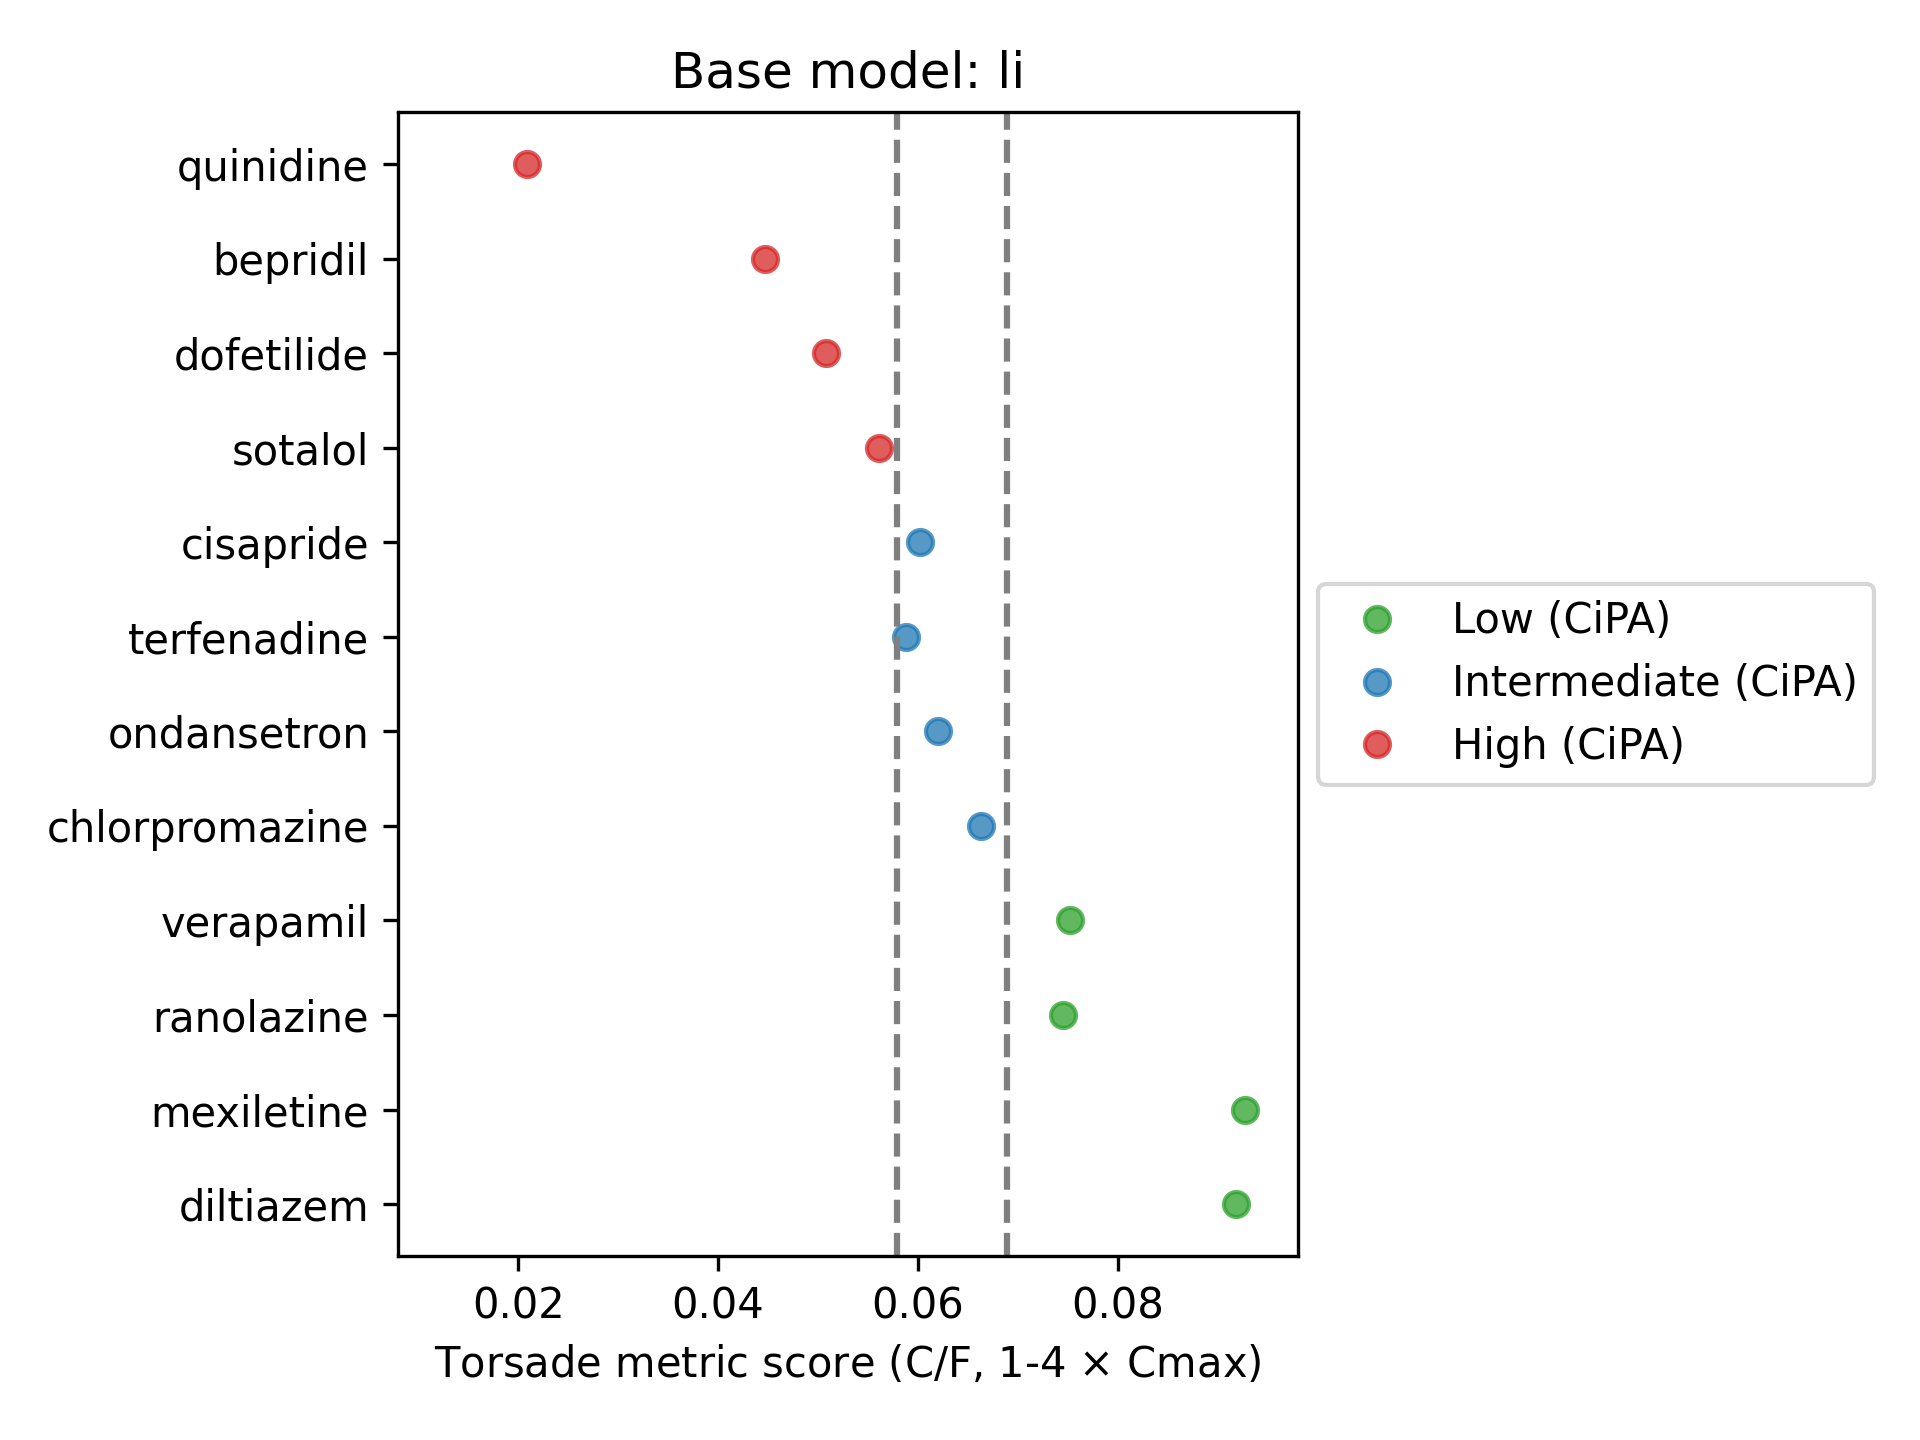 Base model: li
quinidine
bepridil
dofetilide
sotalol
cisapride
terfenadine
ondansetron
chlorpromazine
verapamil
ranolazine
mexiletine
diltiazem
Low (CiPA)
Intermediate (CiPA)
High (CiPA)
0.02 0.04 0.06 0.08
Torsade metric score (C/F, 1-4 × Cmax)